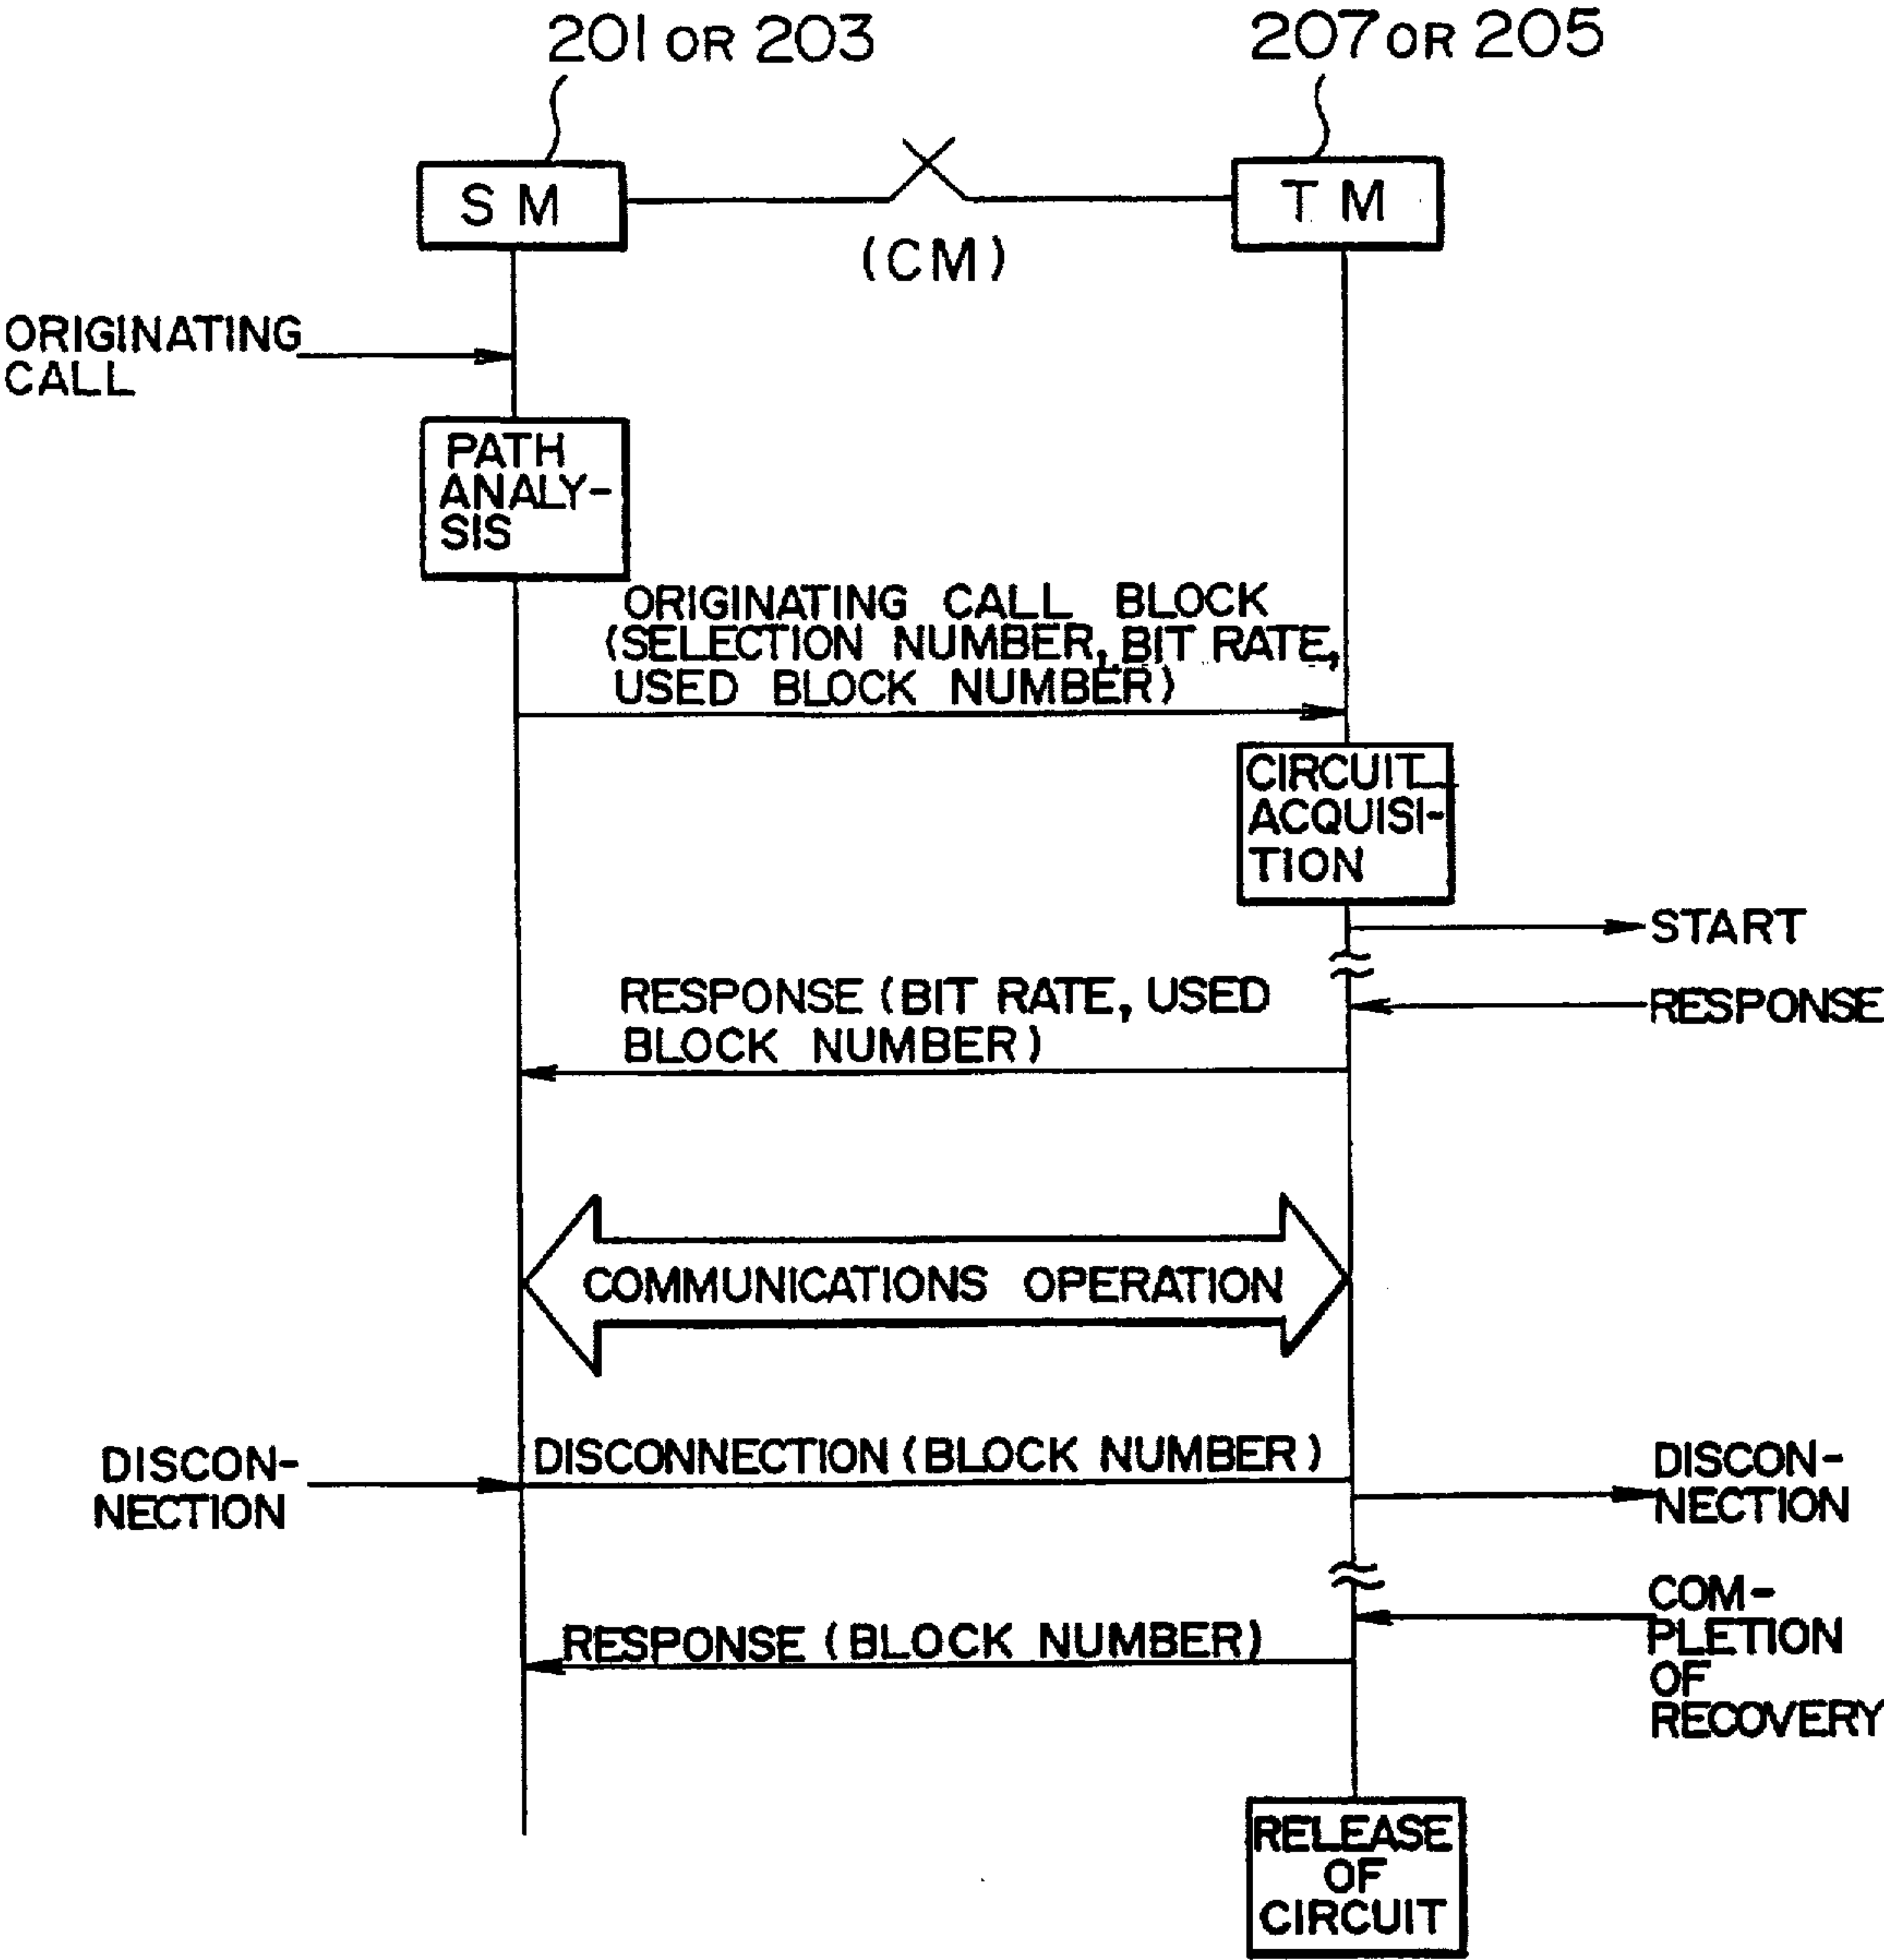 201 OR 203
207 OR 205
SM
TM
(CM)
ORIGINATING
CALL
PATH
ANALY-
SIS
ORIGINATING CALL BLOCK
(SELECTION NUMBER, BIT RATE,
USED BLOCK NUMBER)
CIRCUIT
ACQUISI-
TION
START
RESPONSE (BIT RATE, USED
BLOCK NUMBER)
RESPONSE
COMMUNICATIONS OPERATION
DISCON-
NECTION
DISCONNECTION (BLOCK NUMBER)
DISCON-
NECTION
COM-
PLETION
OF
RECOVERY
RESPONSE (BLOCK NUMBER)
RELEASE
OF
CIRCUIT